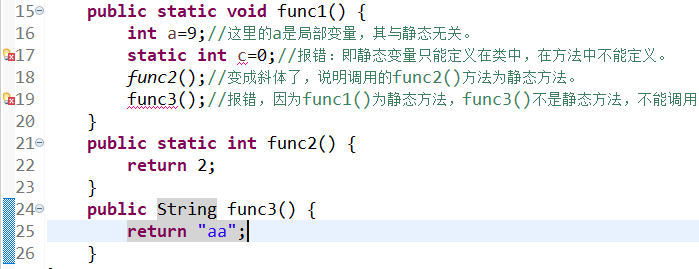 15 public static void func1() {
16 int a=9;//这里的a是局部变量，其与静态无关。
17 static int c=0;//报错：即静态变量只能定义在类中，在方法中不能定义。
18 func2();//变成斜体了，说明调用的func2()方法为静态方法。
19 func3();//报错，因为func1()为静态方法，func3()不是静态方法，不能调用
20 }
21 public static int func2() {
22 return 2;
23 }
24 public String func3() {
25 return "aa";
26 }